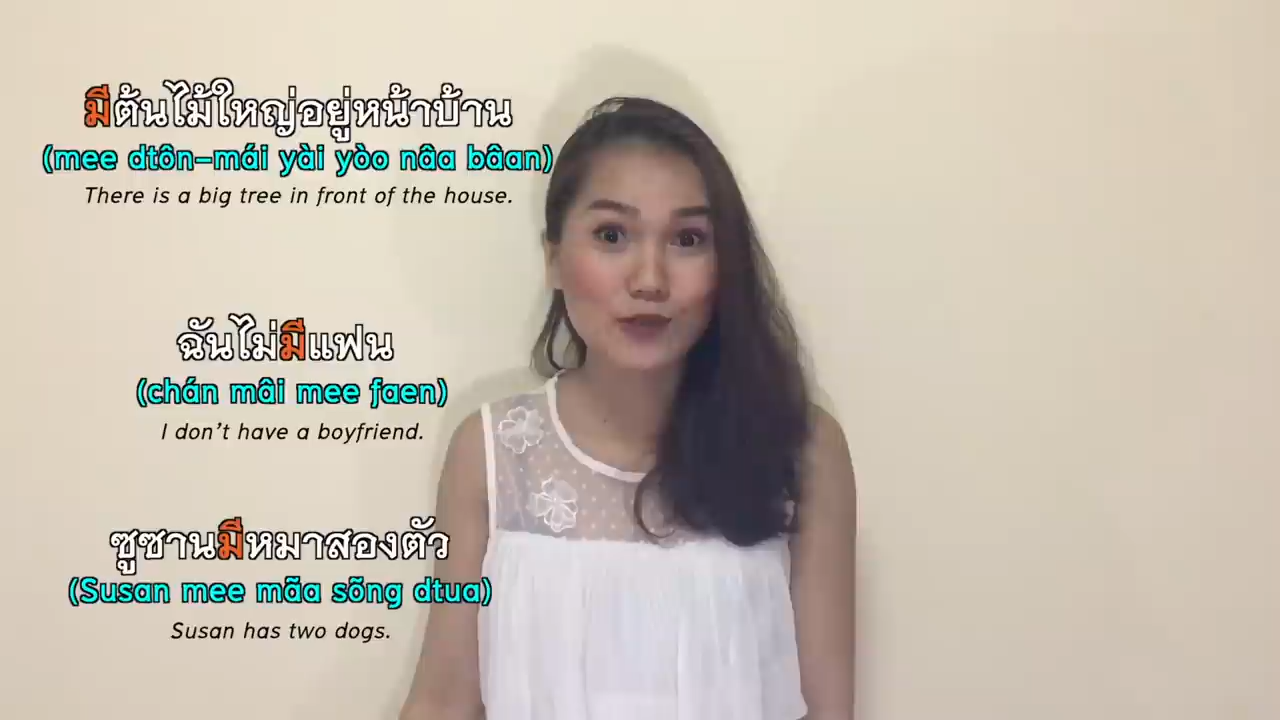 มีต้นไม้ใหญ่อยู่หน้าบ้าน
(mee dtôn-mái yài yòo nâa bâan)
There is a big tree in front of the house.
ฉันไม่มีแฟน
(chán mâi mee faen)
I don't have a boyfriend.
ซูซานมีหมาสองตัว
(Susan mee mãa sõng dtua)
Susan has two dogs.